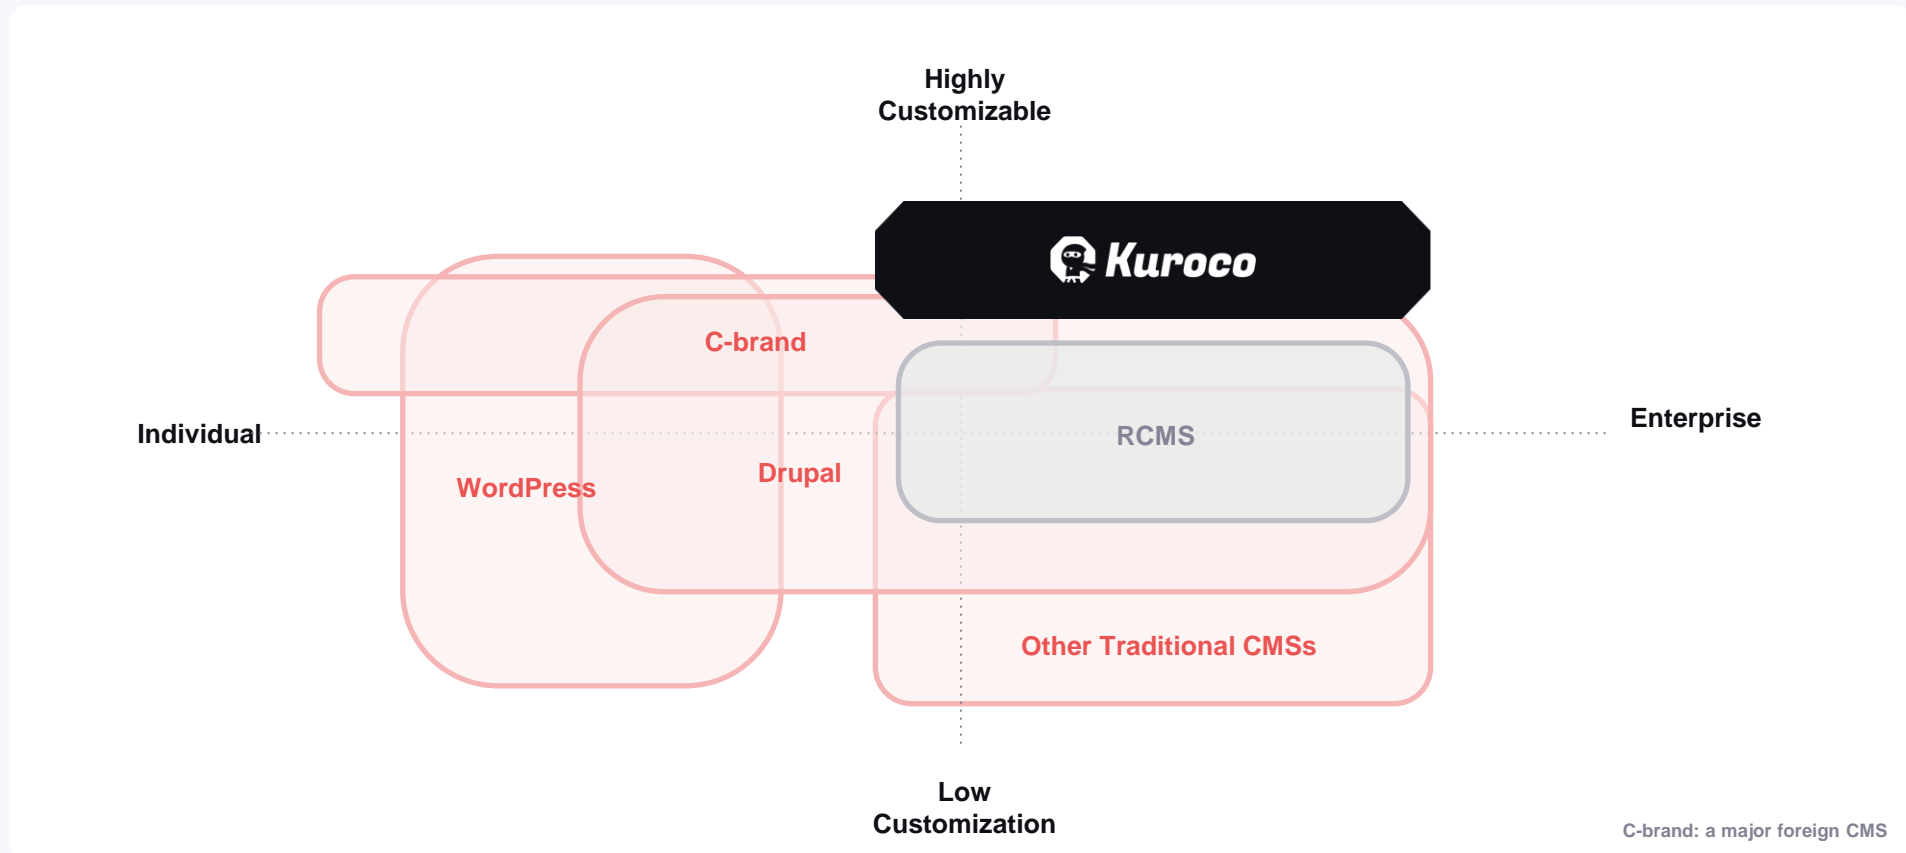 Highly
Customizable
Kuroco
C-brand
Individual
Enterprise
RCMS
Drupal
WordPress
Other Traditional CMSs
Low
Customization
C-brand: a major foreign CMS